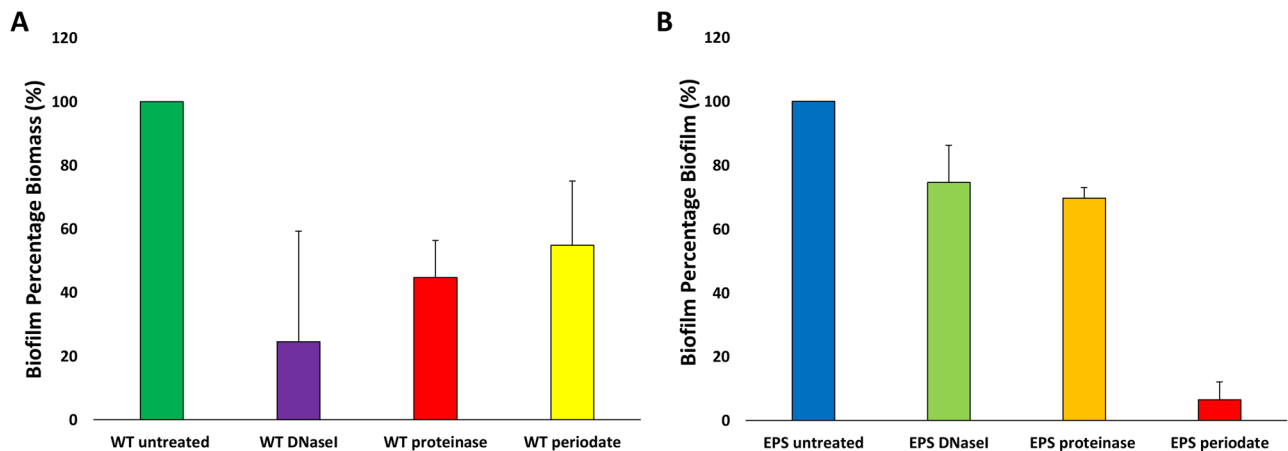 A
Biofilm Percentage Biomass (%)
120
100
80
60
40
20
0
WT untreated
WT DNaseI
WT proteinase
WT periodate
B
Biofilm Percentage Biofilm (%)
120
100
80
60
40
20
0
EPS untreated
EPS DNaseI
EPS proteinase
EPS periodate